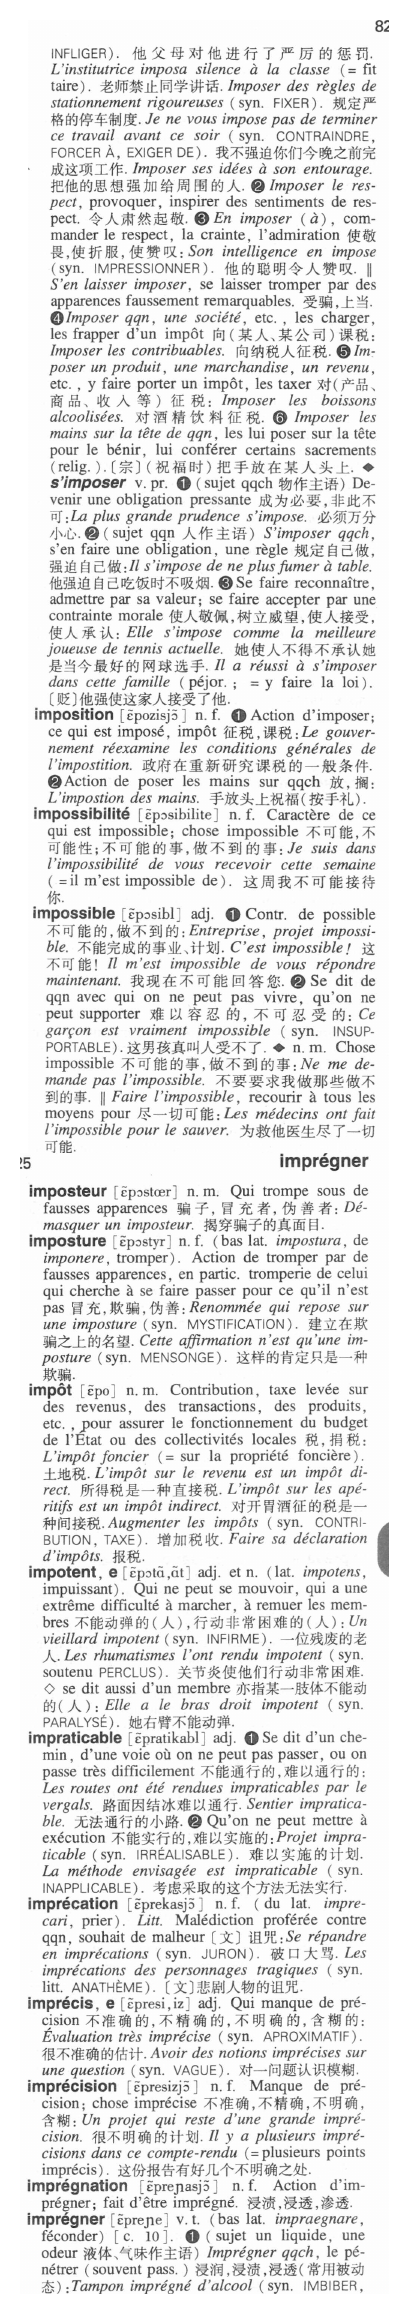 82
INFLIGER). 他父母对他进行了严厉的惩罚.
L'institutrice imposa silence à la classe (= fit
taire). 老师禁止同学讲话. Imposer des règles de
stationnement rigoureuses (syn. FIXER). 规定严
格的停车制度. Je ne vous impose pas de terminer
ce travail avant ce soir (syn. CONTRAINDRE,
FORCER À, EXIGER DE). 我不强迫你们今晚之前完
成这项工作. Imposer ses idées à son entourage.
把他的思想强加给周围的人. ❷ Imposer le res-
pect, provoquer, inspirer des sentiments de res-
pect. 令人肃然起敬. ❸ En imposer (à), com-
mander le respect, la crainte, l'admiration 使敬
畏,使折服,使赞叹: Son intelligence en impose
(syn. IMPRESSIONNER). 他的聪明令人赞叹. ‖
S'en laisser imposer, se laisser tromper par des
apparences faussement remarquables. 受骗,上当.
❹ Imposer qqn, une société, etc., les charger,
les frapper d'un impôt 向(某人、某公司)课税:
Imposer les contribuables. 向纳税人征税. ❺ Im-
poser un produit, une marchandise, un revenu,
etc., y faire porter un impôt, les taxer 对(产品、
商品、收入等)征税: Imposer les boissons
alcoolisées. 对酒精饮料征税. ❻ Imposer les
mains sur la tête de qqn, les lui poser sur la tête
pour le bénir, lui conférer certains sacrements
(relig.).〔宗〕(祝福时)把手放在某人头上. ◆
s'imposer v. pr. ❶ (sujet qqch 物作主语) De-
venir une obligation pressante 成为必要,非此不
可: La plus grande prudence s'impose. 必须万分
小心. ❷ (sujet qqn 人作主语) S'imposer qqch,
s'en faire une obligation, une règle 规定自己做,
强迫自己做: Il s'impose de ne plus fumer à table.
他强迫自己吃饭时不吸烟. ❸ Se faire reconnaître,
admettre par sa valeur; se faire accepter par une
contrainte morale 使人敬佩,树立威望,使人接受,
使人承认: Elle s'impose comme la meilleure
joueuse de tennis actuelle. 她使人不得不承认她
是当今最好的网球选手. Il a réussi à s'imposer
dans cette famille (péjor.; = y faire la loi).
〔贬〕他强使这家人接受了他.
imposition [ɛ̃pozisjɔ̃] n. f. ❶ Action d'imposer;
ce qui est imposé, impôt 征税,课税: Le gouver-
nement réexamine les conditions générales de
l'impostition. 政府在重新研究课税的一般条件.
❷ Action de poser les mains sur qqch 放,搁:
L'impostion des mains. 手放头上祝福(按手礼).
impossibilité [ɛ̃pɔsibilite] n. f. Caractère de ce
qui est impossible; chose impossible 不可能,不
可能性;不可能的事,做不到的事: Je suis dans
l'impossibilité de vous recevoir cette semaine
(=il m'est impossible de). 这周我不可能接待
你.
impossible [ɛ̃pɔsibl] adj. ❶ Contr. de possible
不可能的,做不到的: Entreprise, projet impossi-
ble. 不能完成的事业、计划. C'est impossible! 这
不可能! Il m'est impossible de vous répondre
maintenant. 我现在不可能回答您. ❷ Se dit de
qqn avec qui on ne peut pas vivre, qu'on ne
peut supporter 难以容忍的,不可忍受的: Ce
garçon est vraiment impossible (syn. INSUP-
PORTABLE). 这男孩真叫人受不了. ◆ n. m. Chose
impossible 不可能的事,做不到的事: Ne me de-
mande pas l'impossible. 不要要求我做那些做不
到的事. ‖ Faire l'impossible, recourir à tous les
moyens pour 尽一切可能: Les médecins ont fait
l'impossible pour le sauver. 为救他医生尽了一切
可能.
25 imprégner
imposteur [ɛ̃pɔstœr] n. m. Qui trompe sous de
fausses apparences 骗子,冒充者,伪善者: Dé-
masquer un imposteur. 揭穿骗子的真面目.
imposture [ɛ̃pɔstyr] n. f. (bas lat. impostura, de
imponere, tromper). Action de tromper par de
fausses apparences, en partic. tromperie de celui
qui cherche à se faire passer pour ce qu'il n'est
pas 冒充,欺骗,伪善: Renommée qui repose sur
une imposture (syn. MYSTIFICATION). 建立在欺
骗之上的名望. Cette affirmation n'est qu'une im-
posture (syn. MENSONGE). 这样的肯定只是一种
欺骗.
impôt [ɛ̃po] n. m. Contribution, taxe levée sur
des revenus, des transactions, des produits,
etc., pour assurer le fonctionnement du budget
de l'État ou des collectivités locales 税,捐税:
L'impôt foncier (= sur la propriété foncière).
土地税. L'impôt sur le revenu est un impôt di-
rect. 所得税是一种直接税. L'impôt sur les apé-
ritifs est un impôt indirect. 对开胃酒征的税是一
种间接税. Augmenter les impôts (syn. CONTRI-
BUTION, TAXE). 增加税收. Faire sa déclaration
d'impôts. 报税.
impotent, e [ɛ̃pɔtɑ̃,ɑ̃t] adj. et n. (lat. impotens,
impuissant). Qui ne peut se mouvoir, qui a une
extrême difficulté à marcher, à remuer les mem-
bres 不能动弹的(人),行动非常困难的(人): Un
vieillard impotent (syn. INFIRME). 一位残废的老
人. Les rhumatismes l'ont rendu impotent (syn.
soutenu PERCLUS). 关节炎使他们行动非常困难.
◇ se dit aussi d'un membre 亦指某一肢体不能动
的(人): Elle a le bras droit impotent (syn.
PARALYSÉ). 她右臂不能动弹.
impraticable [ɛ̃pratikabl] adj. ❶ Se dit d'un che-
min, d'une voie où on ne peut pas passer, ou on
passe très difficilement 不能通行的,难以通行的:
Les routes ont été rendues impraticables par le
vergals. 路面因结冰难以通行. Sentier impratica-
ble. 无法通行的小路. ❷ Qu'on ne peut mettre à
exécution 不能实行的,难以实施的: Projet impra-
ticable (syn. IRRÉALISABLE). 难以实施的计划.
La méthode envisagée est impraticable (syn.
INAPPLICABLE). 考虑采取的这个方法无法实行.
imprécation [ɛ̃prekasjɔ̃] n. f. (du lat. impre-
cari, prier). Litt. Malédiction proférée contre
qqn, souhait de malheur〔文〕诅咒: Se répandre
en imprécations (syn. JURON). 破口大骂. Les
imprécations des personnages tragiques (syn.
litt. ANATHÈME).〔文〕悲剧人物的诅咒.
imprécis, e [ɛ̃presi,iz] adj. Qui manque de pré-
cision 不准确的,不精确的,不明确的,含糊的:
Évaluation très imprécise (syn. APROXIMATIF).
很不准确的估计. Avoir des notions imprécises sur
une question (syn. VAGUE). 对一问题认识模糊.
imprécision [ɛ̃presizjɔ̃] n. f. Manque de pré-
cision; chose imprécise 不准确,不精确,不明确,
含糊: Un projet qui reste d'une grande impré-
cision. 很不明确的计划. Il y a plusieurs impré-
cisions dans ce compte-rendu (=plusieurs points
imprécis). 这份报告有好几个不明确之处.
imprégnation [ɛ̃preɲasjɔ̃] n. f. Action d'im-
prégner; fait d'être imprégné. 浸渍,浸透,渗透.
imprégner [ɛ̃preɲe] v. t. (bas lat. impraegnare,
féconder) [c. 10]. ❶ (sujet un liquide, une
odeur 液体、气味作主语) Imprégner qqch, le pé-
nétrer (souvent pass.) 浸润,浸渍,浸透(常用被动
态): Tampon imprégné d'alcool (syn. IMBIBER,